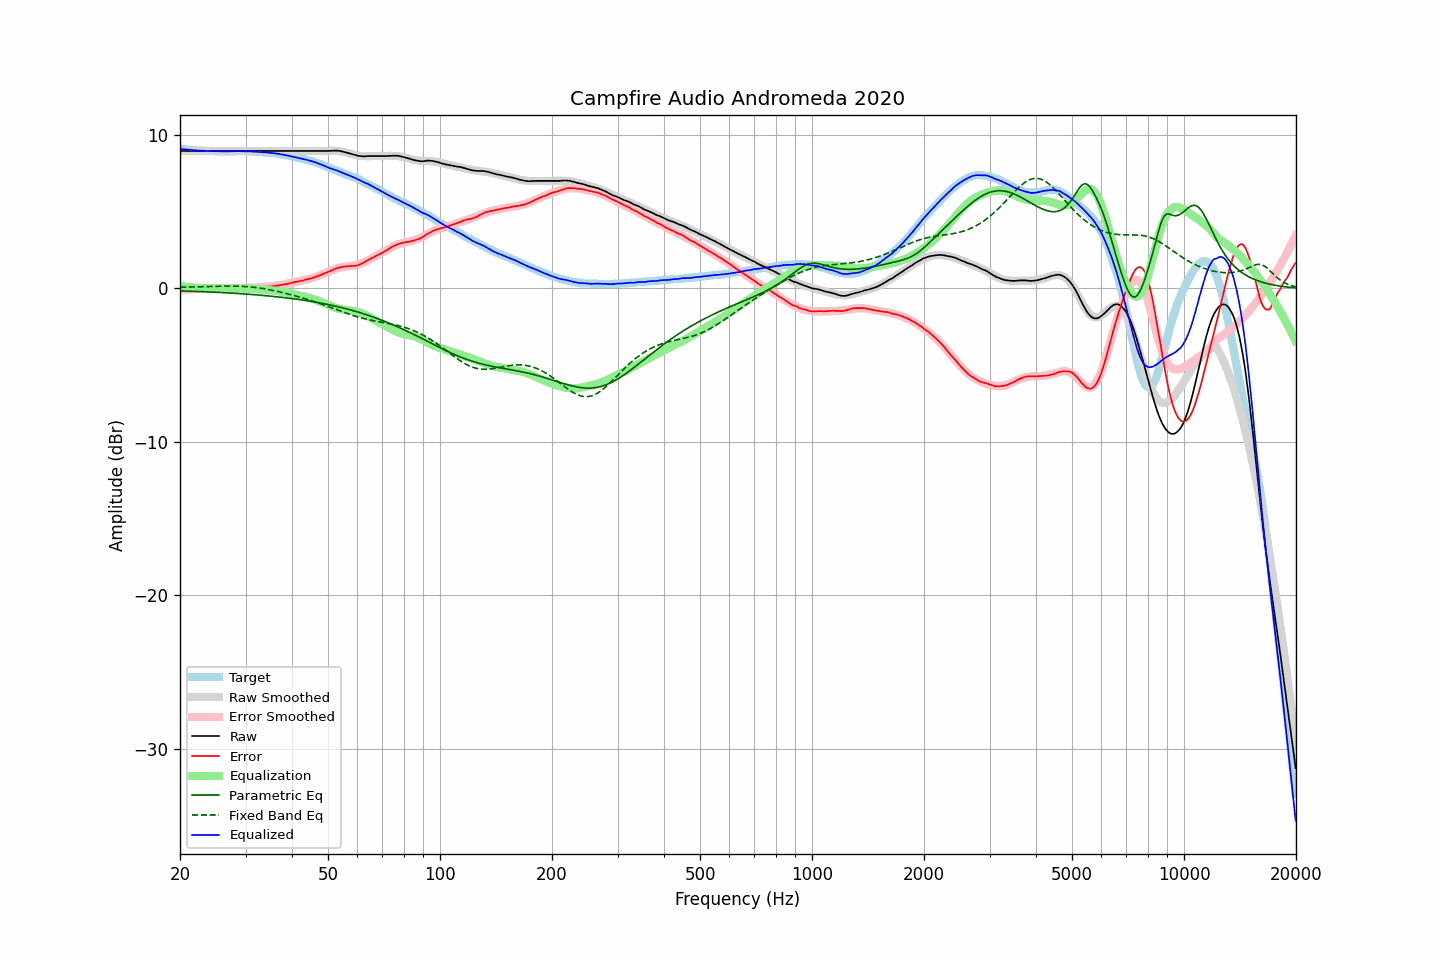 Campfire Audio Andromeda 2020
10
0
−10
−20
−30
Amplitude (dBr)
Target
Raw Smoothed
Error Smoothed
Raw
Error
Equalization
Parametric Eq
Fixed Band Eq
Equalized
20 50 100 200 500 1000 2000 5000 10000 20000
Frequency (Hz)